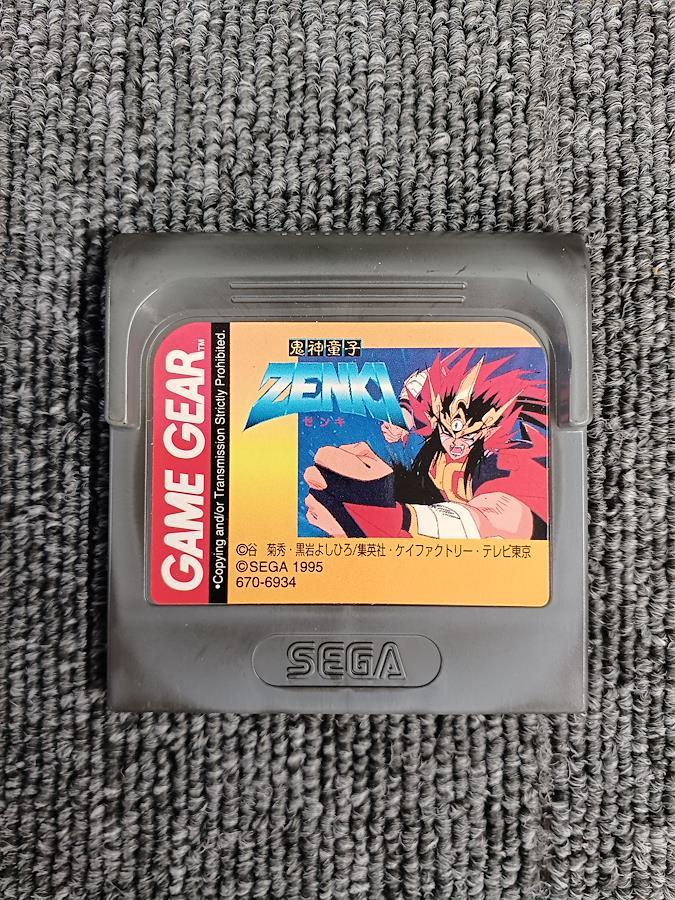 GAME GEAR™
•Copying and/or Transmission Strictly Prohibited.
鬼神童子
ZENKI
ゼンキ
©谷 菊秀・黒岩よしひろ/集英社・ケイファクトリー・テレビ東京
©SEGA 1995
670-6934
SEGA